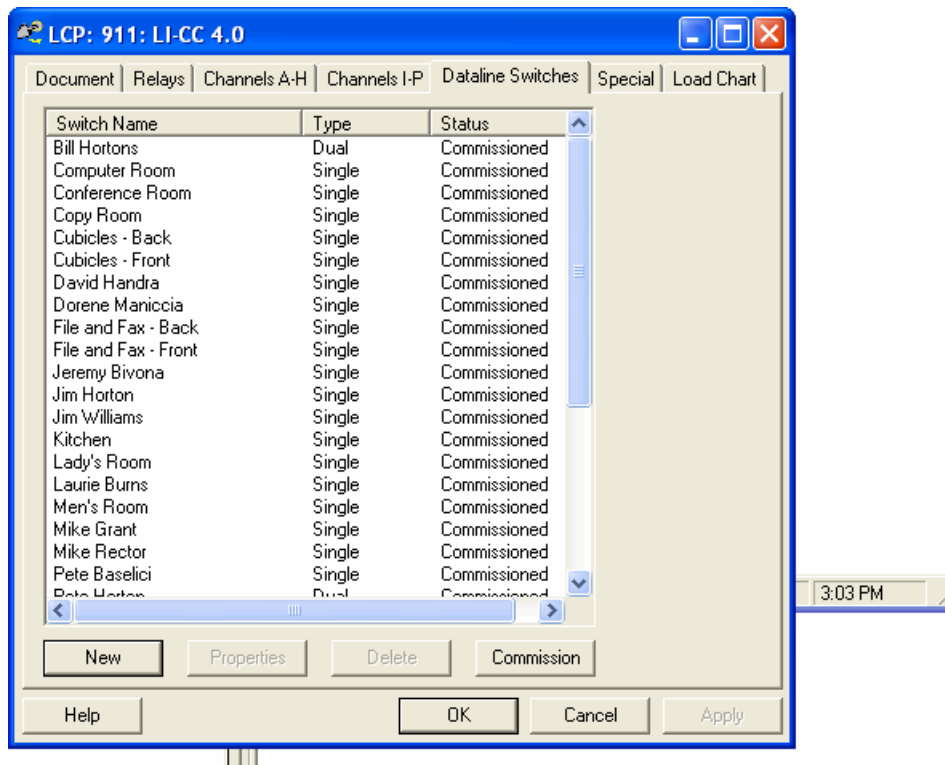 LCP: 911: LI-CC 4.0
Document Relays Channels A-H Channels I-P Dataline Switches Special Load Chart
Switch Name Type Status
Bill Hortons Dual Commissioned
Computer Room Single Commissioned
Conference Room Single Commissioned
Copy Room Single Commissioned
Cubicles - Back Single Commissioned
Cubicles - Front Single Commissioned
David Handra Single Commissioned
Dorene Maniccia Single Commissioned
File and Fax - Back Single Commissioned
File and Fax - Front Single Commissioned
Jeremy Bivona Single Commissioned
Jim Horton Single Commissioned
Jim Williams Single Commissioned
Kitchen Single Commissioned
Lady's Room Single Commissioned
Laurie Burns Single Commissioned
Men's Room Single Commissioned
Mike Grant Single Commissioned
Mike Rector Single Commissioned
Pete Baselici Single Commissioned
Pete Horton Dual Commissioned
3:03 PM
New Properties Delete Commission
Help OK Cancel Apply